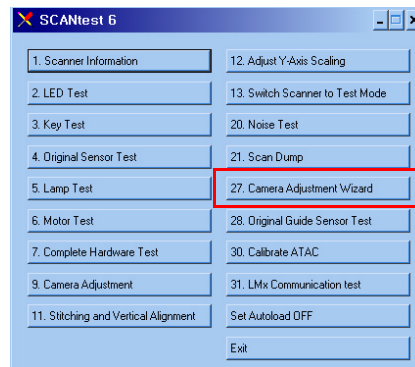 SCANtest 6
1. Scanner Information
2. LED Test
3. Key Test
4. Original Sensor Test
5. Lamp Test
6. Motor Test
7. Complete Hardware Test
9. Camera Adjustment
11. Stitching and Vertical Alignment
12. Adjust Y-Axis Scaling
13. Switch Scanner to Test Mode
20. Noise Test
21. Scan Dump
27. Camera Adjustment Wizard
28. Original Guide Sensor Test
30. Calibrate ATAC
31. LMx Communication test
Set Autoload OFF
Exit